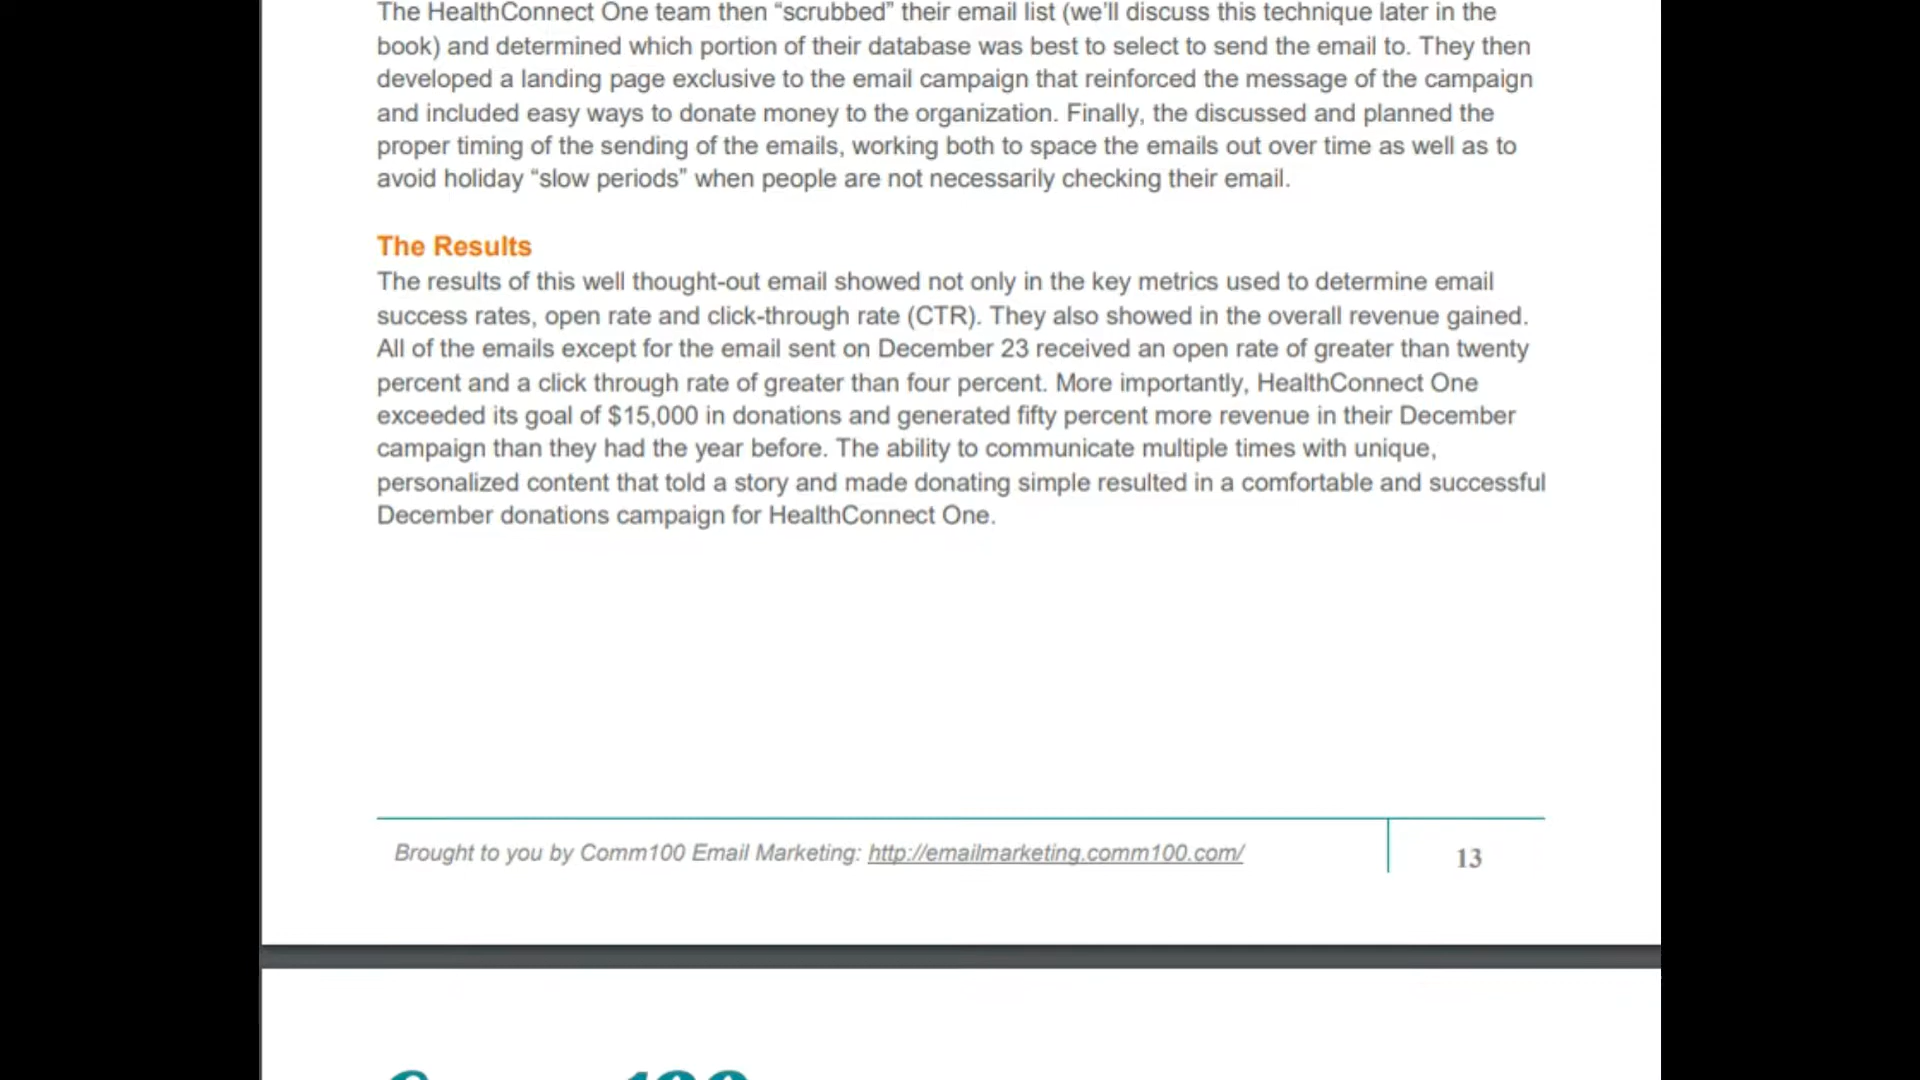 The HealthConnect One team then “scrubbed” their email list (we’ll discuss this technique later in the
book) and determined which portion of their database was best to select to send the email to. They then
developed a landing page exclusive to the email campaign that reinforced the message of the campaign
and included easy ways to donate money to the organization. Finally, the discussed and planned the
proper timing of the sending of the emails, working both to space the emails out over time as well as to
avoid holiday “slow periods” when people are not necessarily checking their email.
The Results
The results of this well thought-out email showed not only in the key metrics used to determine email
success rates, open rate and click-through rate (CTR). They also showed in the overall revenue gained.
All of the emails except for the email sent on December 23 received an open rate of greater than twenty
percent and a click through rate of greater than four percent. More importantly, HealthConnect One
exceeded its goal of $15,000 in donations and generated fifty percent more revenue in their December
campaign than they had the year before. The ability to communicate multiple times with unique,
personalized content that told a story and made donating simple resulted in a comfortable and successful
December donations campaign for HealthConnect One.
Brought to you by Comm100 Email Marketing: http://emailmarketing.comm100.com/
13